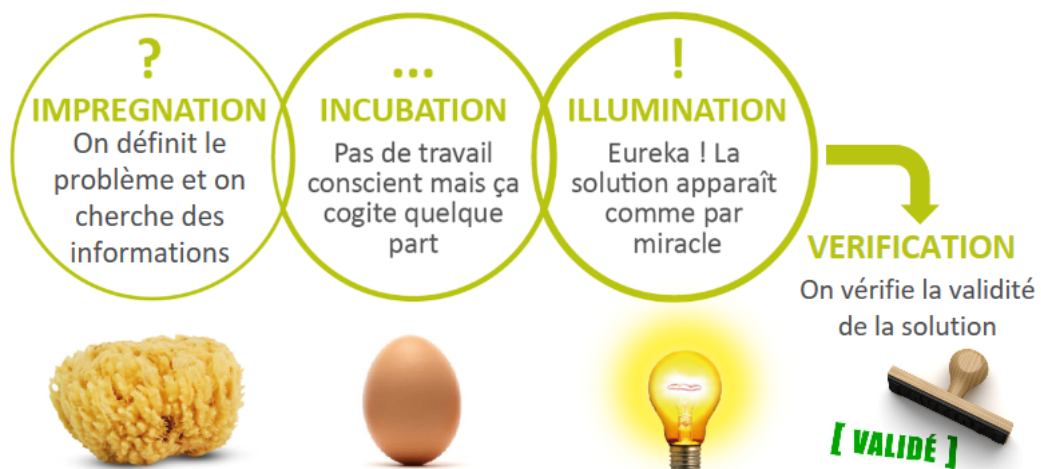 ?
IMPREGNATION
On définit le
problème et on
cherche des
informations
...
INCUBATION
Pas de travail
conscient mais ça
cogite quelque
part
!
ILLUMINATION
Eureka ! La
solution apparaît
comme par
miracle
VERIFICATION
On vérifie la validité
de la solution
[ VALIDÉ ]